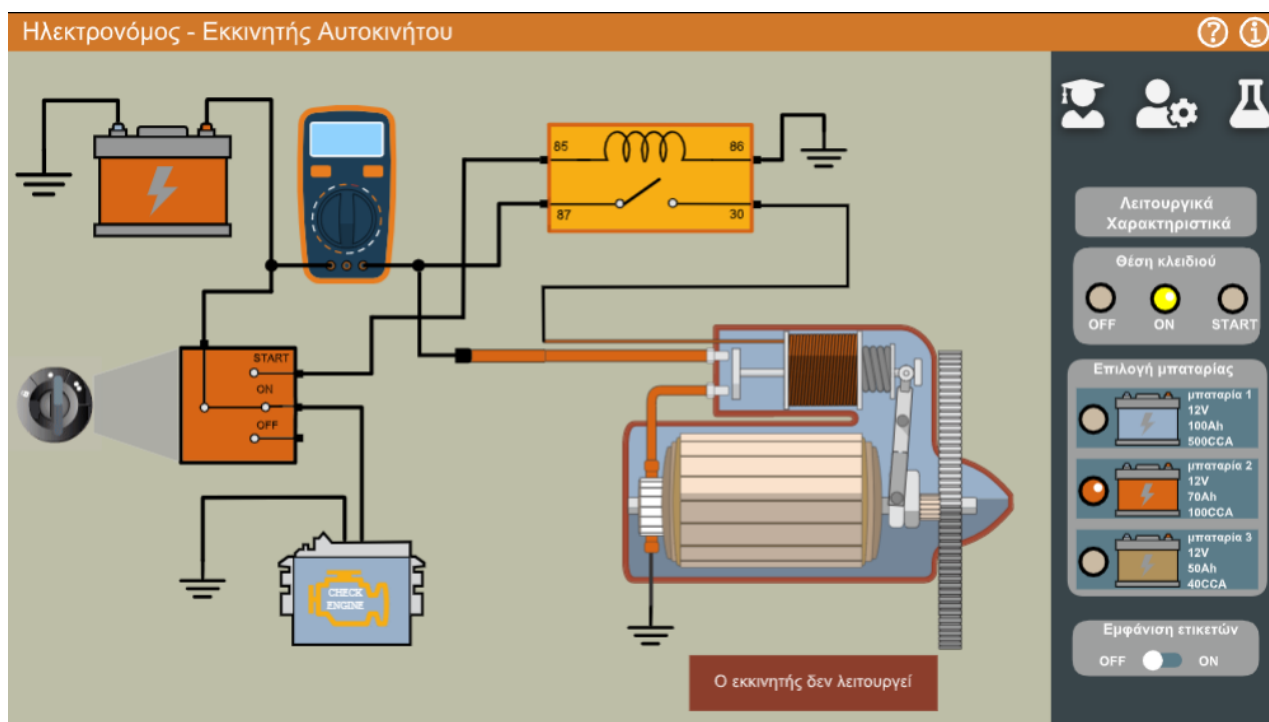 Ηλεκτρονόμος - Εκκινητής Αυτοκινήτου
85
86
87
30
START
ON
OFF
CHECK
ENGINE
Ο εκκινητής δεν λειτουργεί
Λειτουργικά
Χαρακτηριστικά
Θέση κλειδιού
OFF
ON
START
Επιλογή μπαταρίας
μπαταρία 1
12V
100Ah
500CCA
μπαταρία 2
12V
70Ah
100CCA
μπαταρία 3
12V
50Ah
40CCA
Εμφάνιση ετικετών
OFF
ON